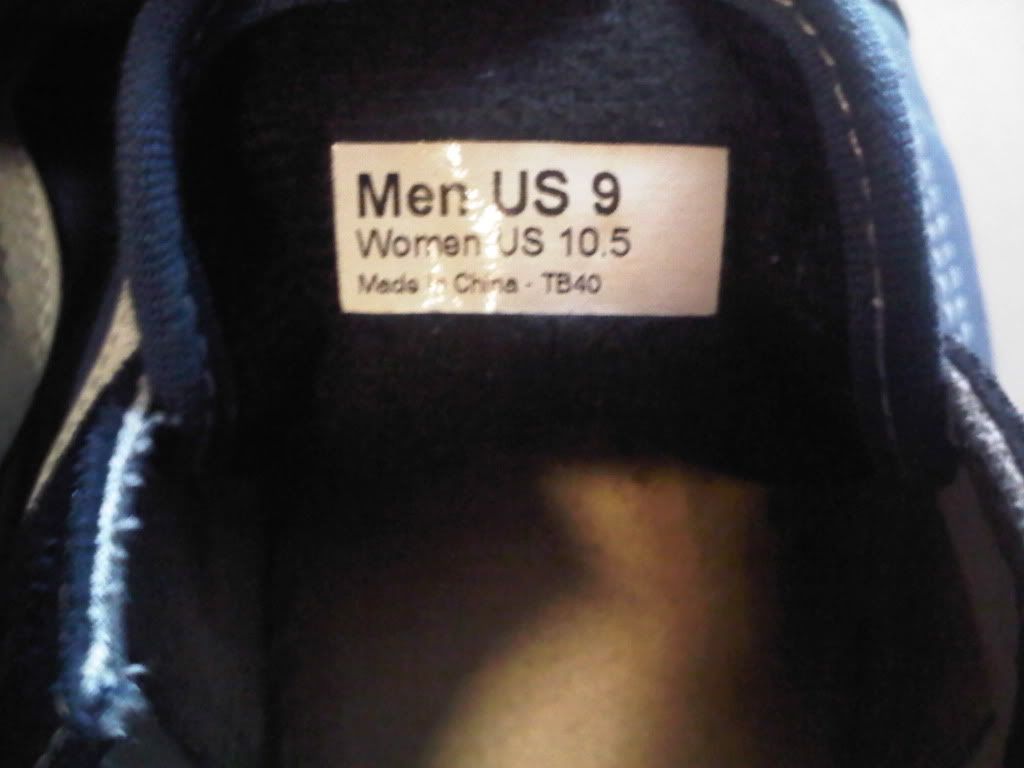 Men US 9
Women US 10.5
Made in China - TB40